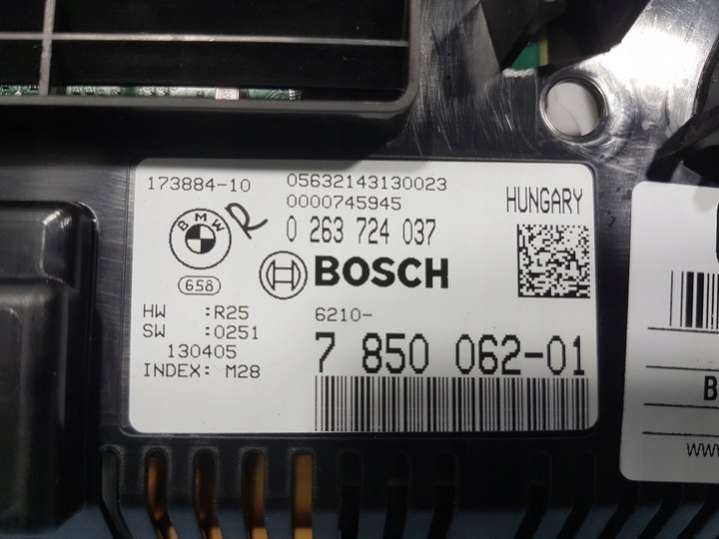 173884-10
05632143130023
0000745945
HUNGARY
BMW
R
0 263 724 037
658
BOSCH
HW :R25
SW :0251
130405
INDEX: M28
6210-
7 850 062-01
B
www